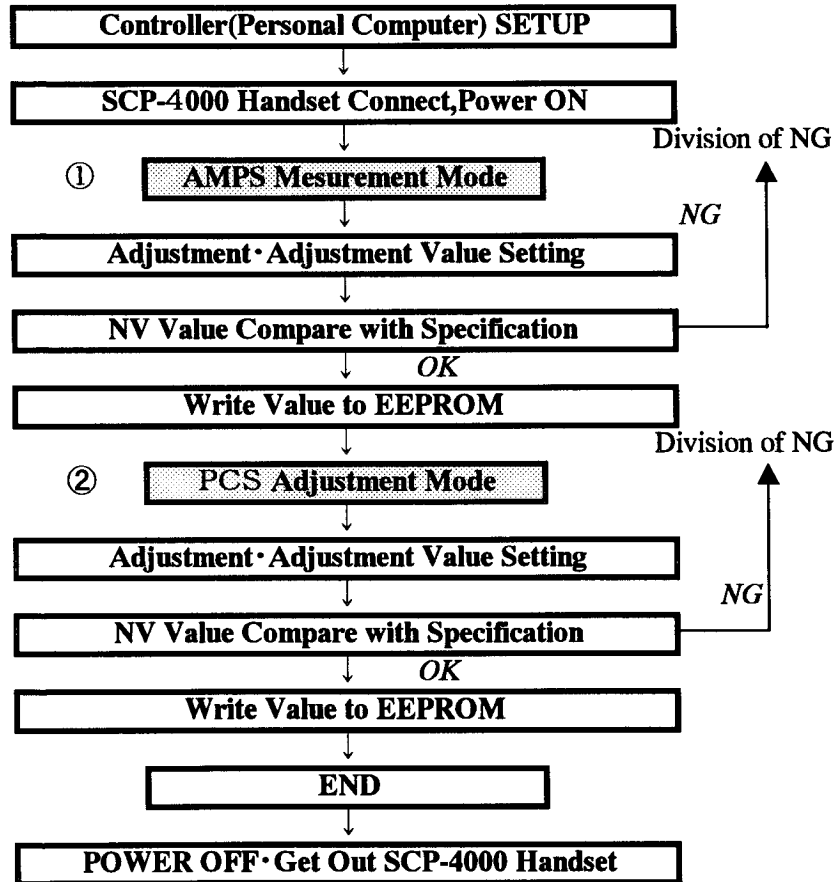 Controller(Personal Computer) SETUP
SCP-4000 Handset Connect,Power ON
Division of NG
① AMPS Mesurement Mode
NG
Adjustment・Adjustment Value Setting
NV Value Compare with Specification
OK
Write Value to EEPROM
Division of NG
② PCS Adjustment Mode
Adjustment・Adjustment Value Setting
NG
NV Value Compare with Specification
OK
Write Value to EEPROM
END
POWER OFF・Get Out SCP-4000 Handset